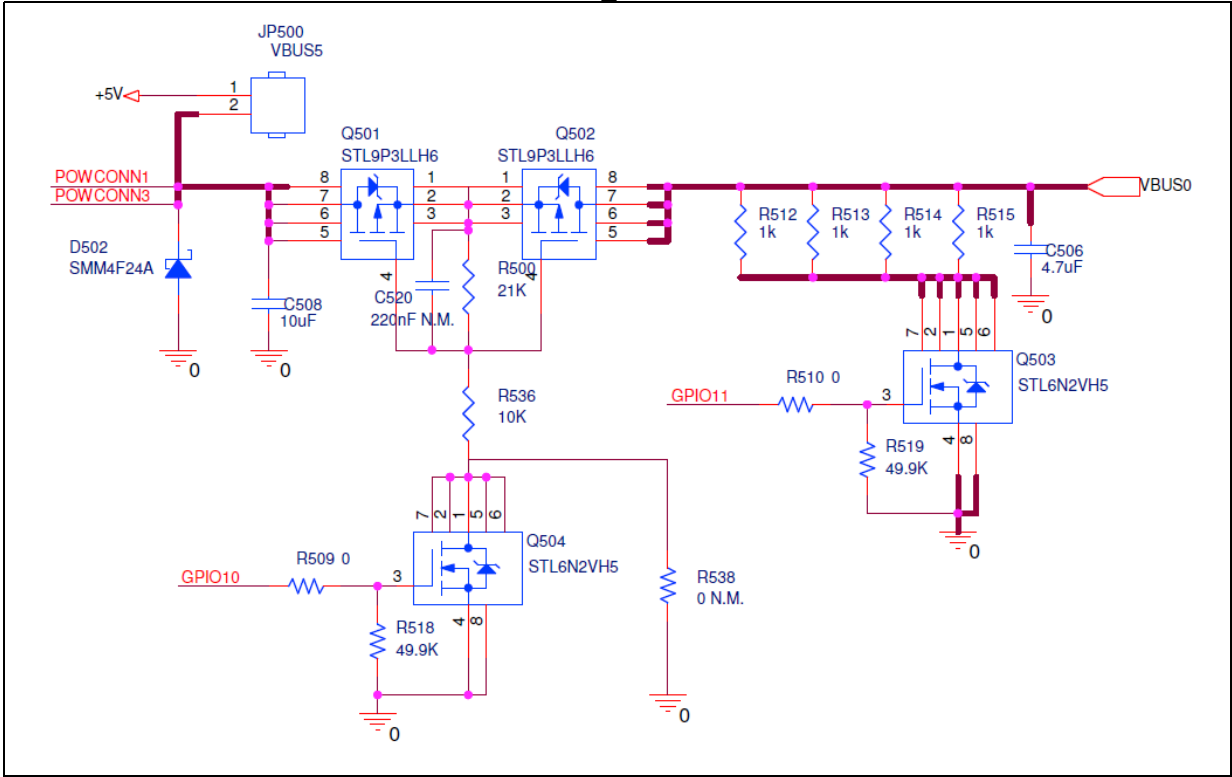 JP500
VBUS5
+5V
1
2
Q501
STL9P3LLH6
Q502
STL9P3LLH6
POWCONN1
POWCONN3
8
7
6
5
1
2
3
1
2
3
8
7
6
5
4
4
VBUS0
R512
1k
R513
1k
R514
1k
R515
1k
D502
SMM4F24A
C508
10uF
C520
220nF N.M.
R500
21K
C506
4.7uF
0
0
0
7
2
1
5
6
Q503
STL6N2VH5
R510 0
GPIO11
3
4
8
R519
49.9K
0
R536
10K
7
2
1
5
6
Q504
STL6N2VH5
R509 0
GPIO10
3
4
8
R518
49.9K
R538
0 N.M.
0
0